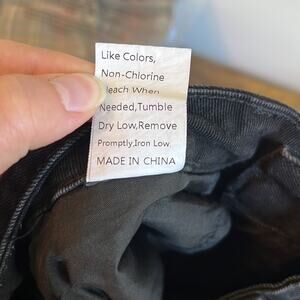 Like Colors,
Non-Chlorine
leach When
Needed,Tumble
Dry Low,Remove
Promptly,Iron Low.
MADE IN CHINA